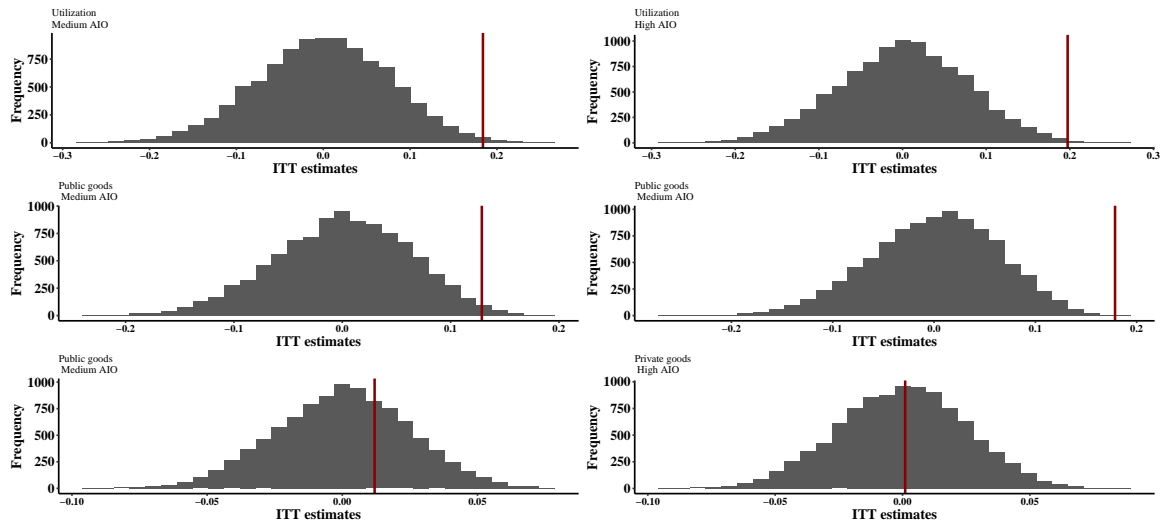 Utilization
Medium AIO
Frequency
750
500
250
0
−0.3 −0.2 −0.1 0.0 0.1 0.2
ITT estimates
Utilization
High AIO
Frequency
1000
750
500
250
0
−0.3 −0.2 −0.1 0.0 0.1 0.2 0.3
ITT estimates
Public goods
Medium AIO
Frequency
1000
750
500
250
0
−0.2 −0.1 0.0 0.1 0.2
ITT estimates
Public goods
Medium AIO
Frequency
1000
750
500
250
0
−0.2 −0.1 0.0 0.1 0.2
ITT estimates
Public goods
Medium AIO
Frequency
1000
750
500
250
0
−0.10 −0.05 0.00 0.05
ITT estimates
Private goods
High AIO
Frequency
1000
750
500
250
0
−0.10 −0.05 0.00 0.05
ITT estimates